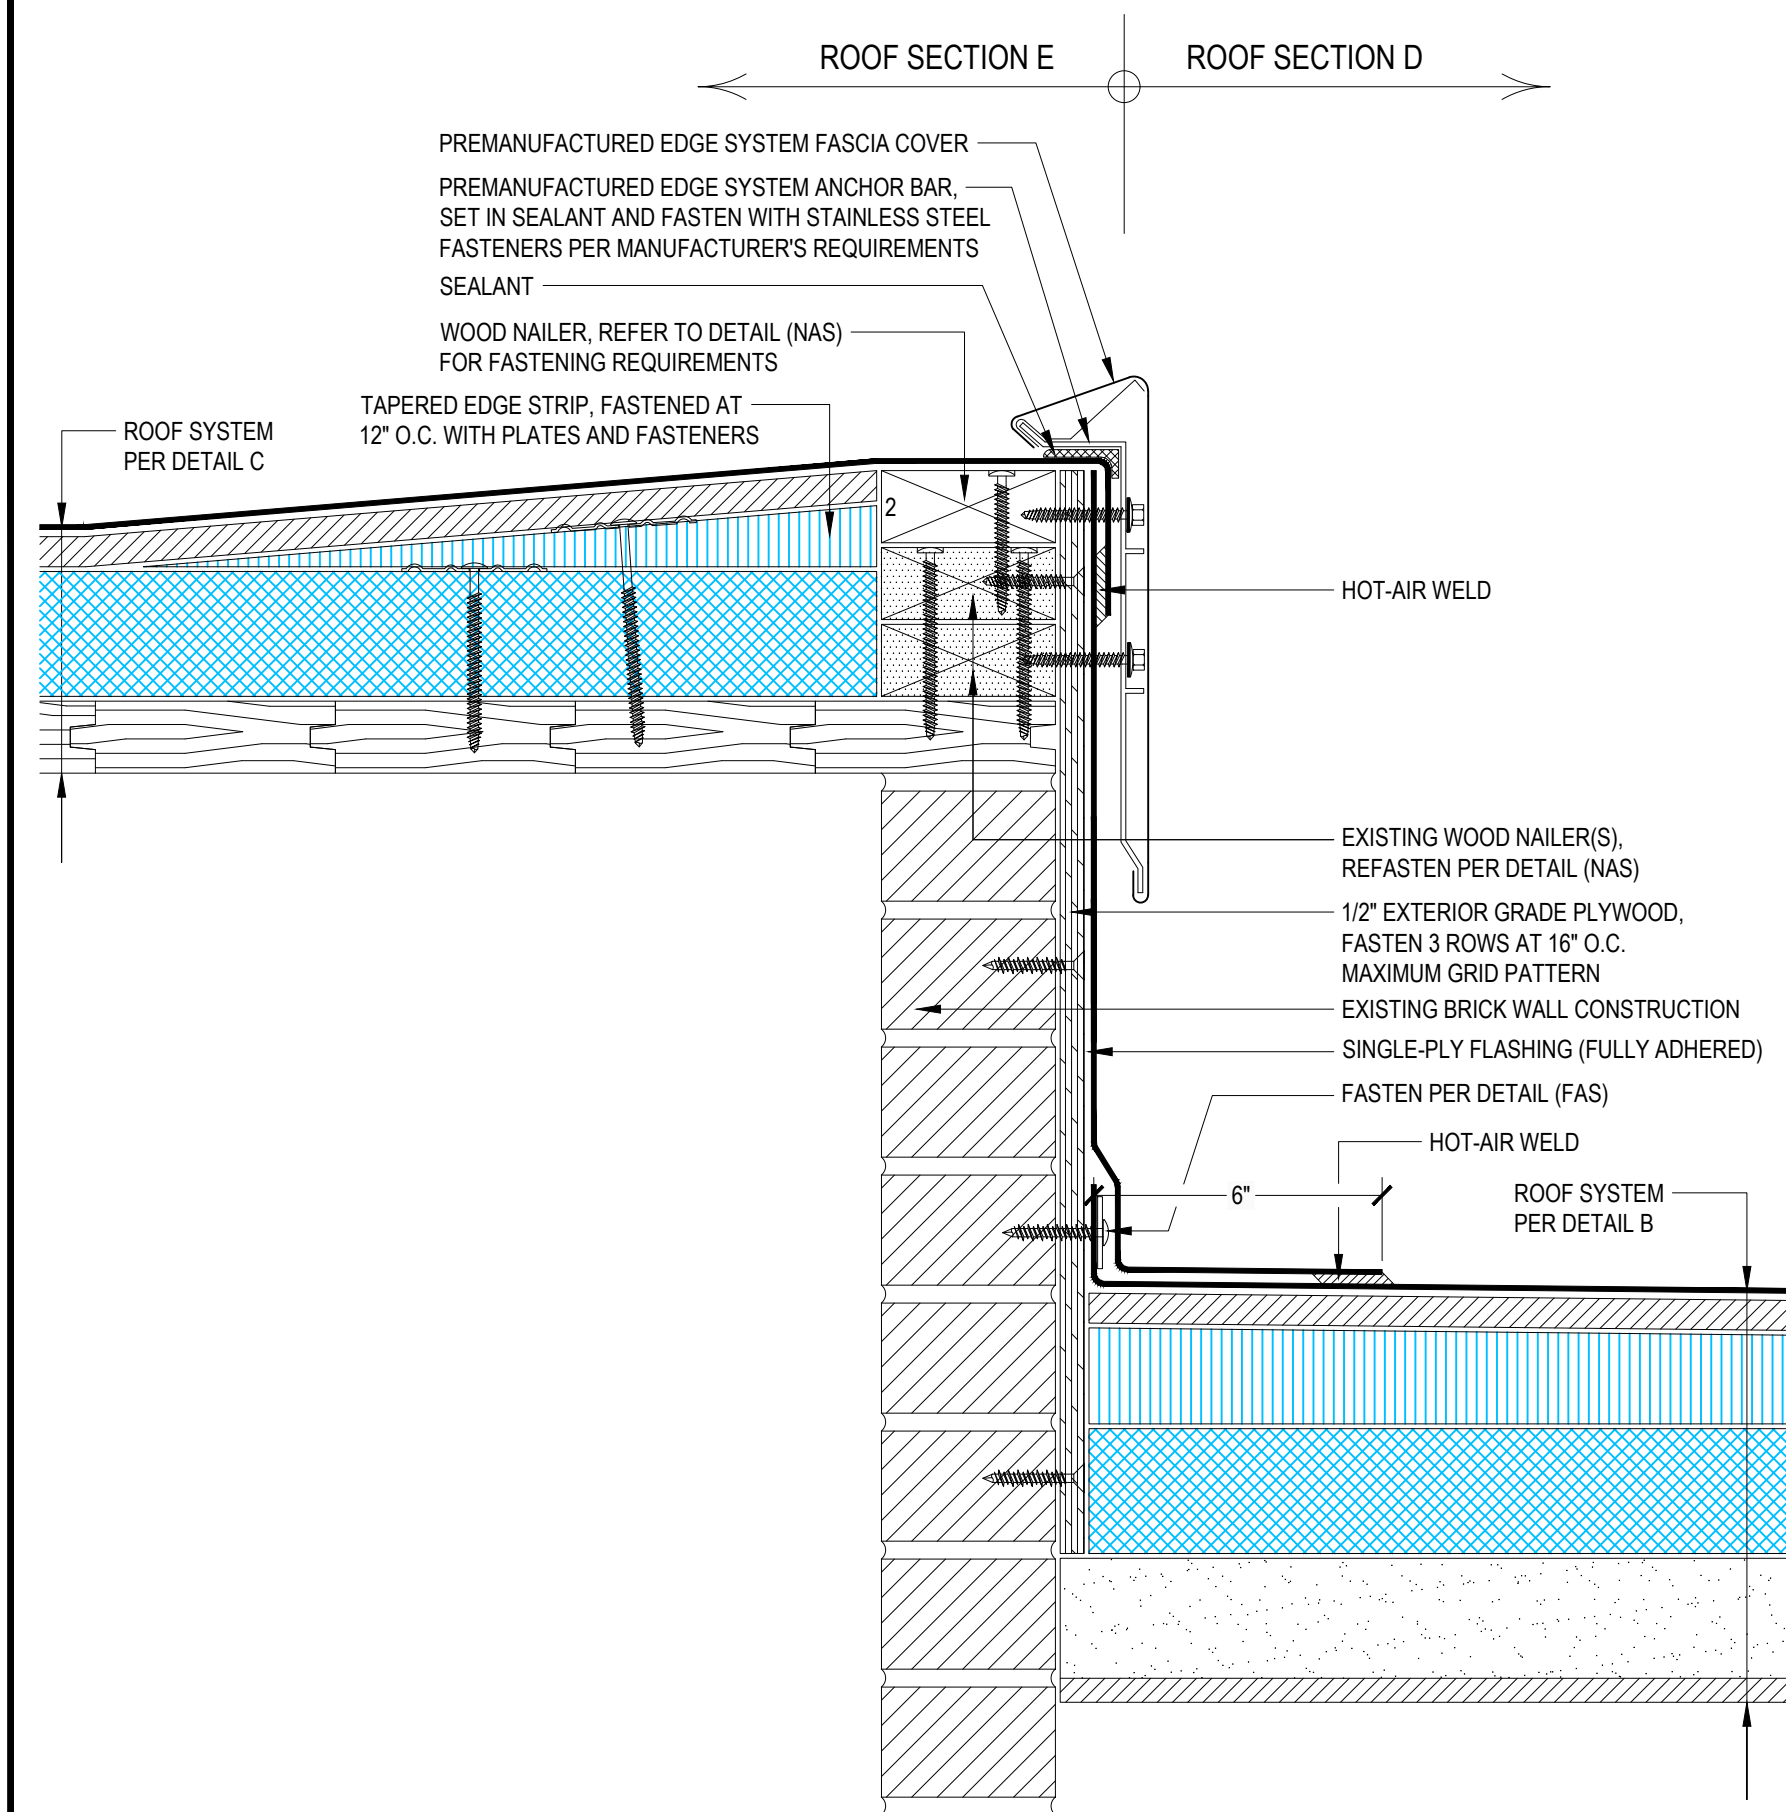 ROOF SECTION E
ROOF SECTION D
PREMANUFACTURED EDGE SYSTEM FASCIA COVER
PREMANUFACTURED EDGE SYSTEM ANCHOR BAR,
SET IN SEALANT AND FASTEN WITH STAINLESS STEEL
FASTENERS PER MANUFACTURER'S REQUIREMENTS
SEALANT
WOOD NAILER, REFER TO DETAIL (NAS)
FOR FASTENING REQUIREMENTS
TAPERED EDGE STRIP, FASTENED AT
12" O.C. WITH PLATES AND FASTENERS
ROOF SYSTEM
PER DETAIL C
2
HOT-AIR WELD
EXISTING WOOD NAILER(S),
REFASTEN PER DETAIL (NAS)
1/2" EXTERIOR GRADE PLYWOOD,
FASTEN 3 ROWS AT 16" O.C.
MAXIMUM GRID PATTERN
EXISTING BRICK WALL CONSTRUCTION
SINGLE-PLY FLASHING (FULLY ADHERED)
FASTEN PER DETAIL (FAS)
HOT-AIR WELD
6"
ROOF SYSTEM
PER DETAIL B